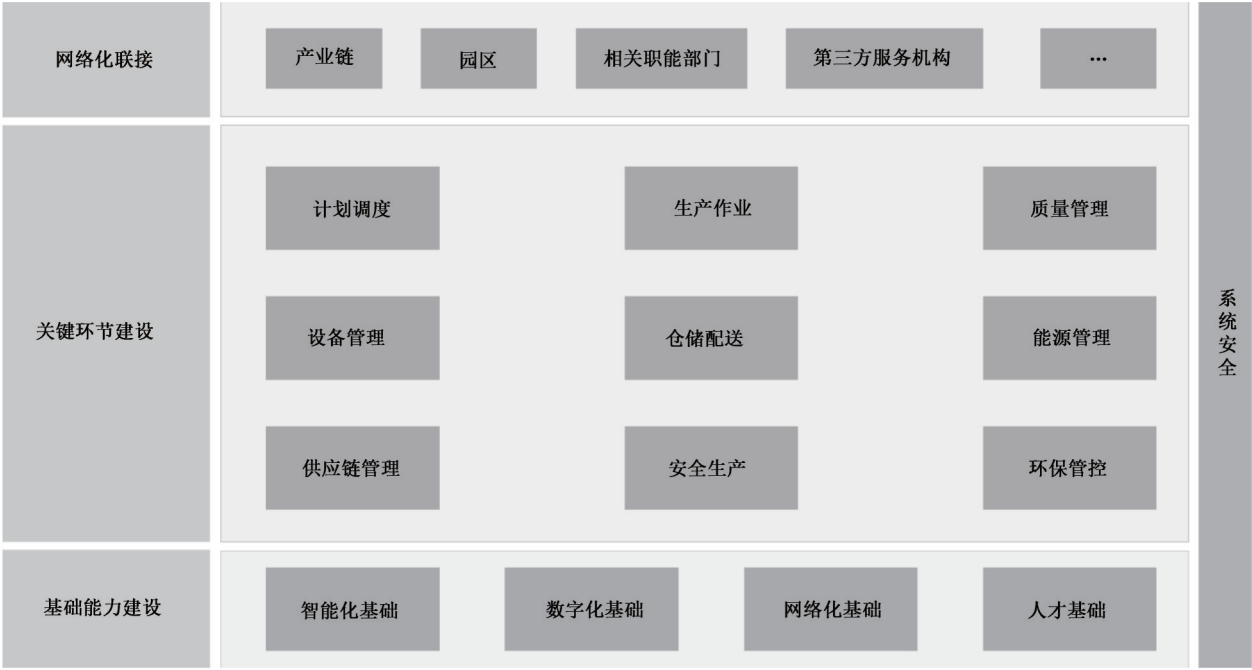 网络化联接
产业链
园区
相关职能部门
第三方服务机构
...
关键环节建设
计划调度
生产作业
质量管理
设备管理
仓储配送
能源管理
供应链管理
安全生产
环保管控
基础能力建设
智能化基础
数字化基础
网络化基础
人才基础
系统安全